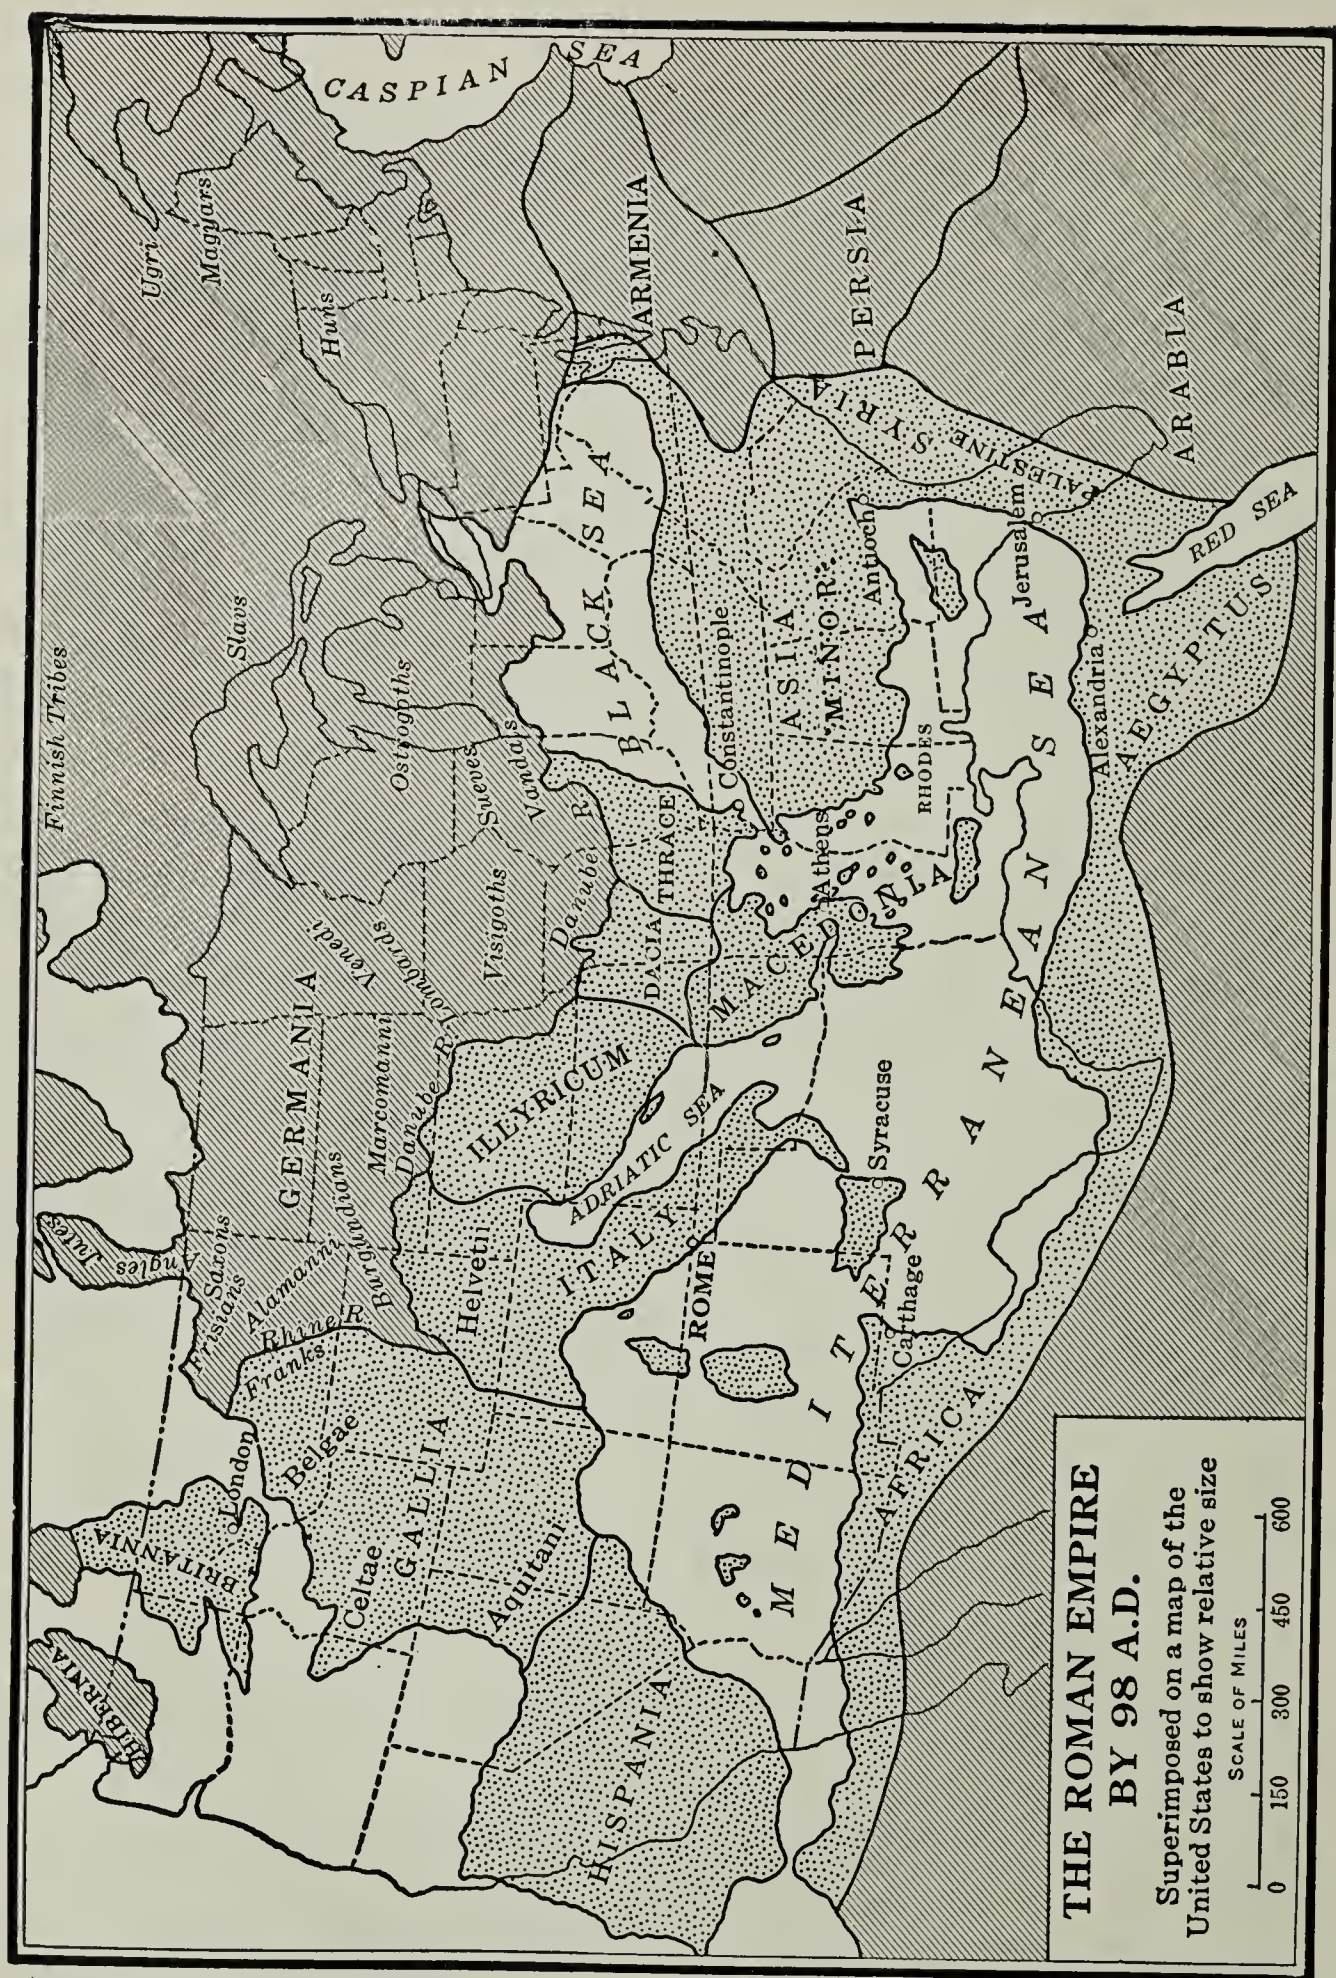 THE ROMAN EMPIRE
BY 98 A.D.
Superimposed on a map of the
United States to show relative size
SCALE OF MILES
0 150 300 450 600
HIBERNIA
BRITANNIA
London
Jutes
Angles
Saxons
Frisians
Alamanni
Rhine R.
Franks
Burgundians
Belgae
GALLIA
Celtae
Aquitani
HISPANIA
GERMANIA
Marcomanni
Danube R.
Lombards
Venedi
Visigoths
Finnish Tribes
Slavs
Ostrogoths
Sueves
Vandals
Danube R.
Ugri
Magyars
Huns
CASPIAN SEA
Helvetii
ITALY
ROME
ADRIATIC SEA
ILLYRICUM
DACIA
THRACE
MACEDONIA
Athens
Constantinople
BLACK SEA
ASIA
MINOR
RHODES
Antioch
ARMENIA
PERSIA
SYRIA
PALESTINE
Jerusalem
ARABIA
RED SEA
AEGYPTUS
Alexandria
MEDITERRANEAN SEA
Syracuse
Carthage
AFRICA